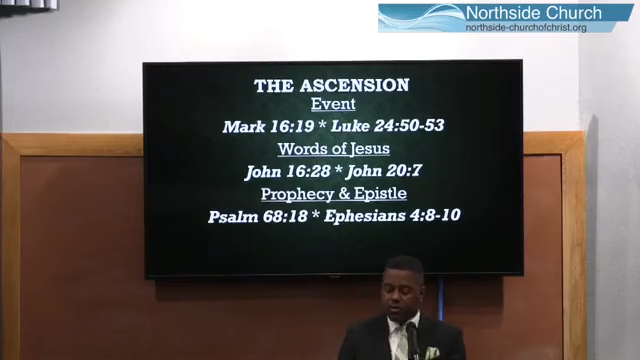 Northside Church
northside-churchofchrist.org
THE ASCENSION
Event
Mark 16:19 * Luke 24:50-53
Words of Jesus
John 16:28 * John 20:7
Prophecy & Epistle
Psalm 68:18 * Ephesians 4:8-10